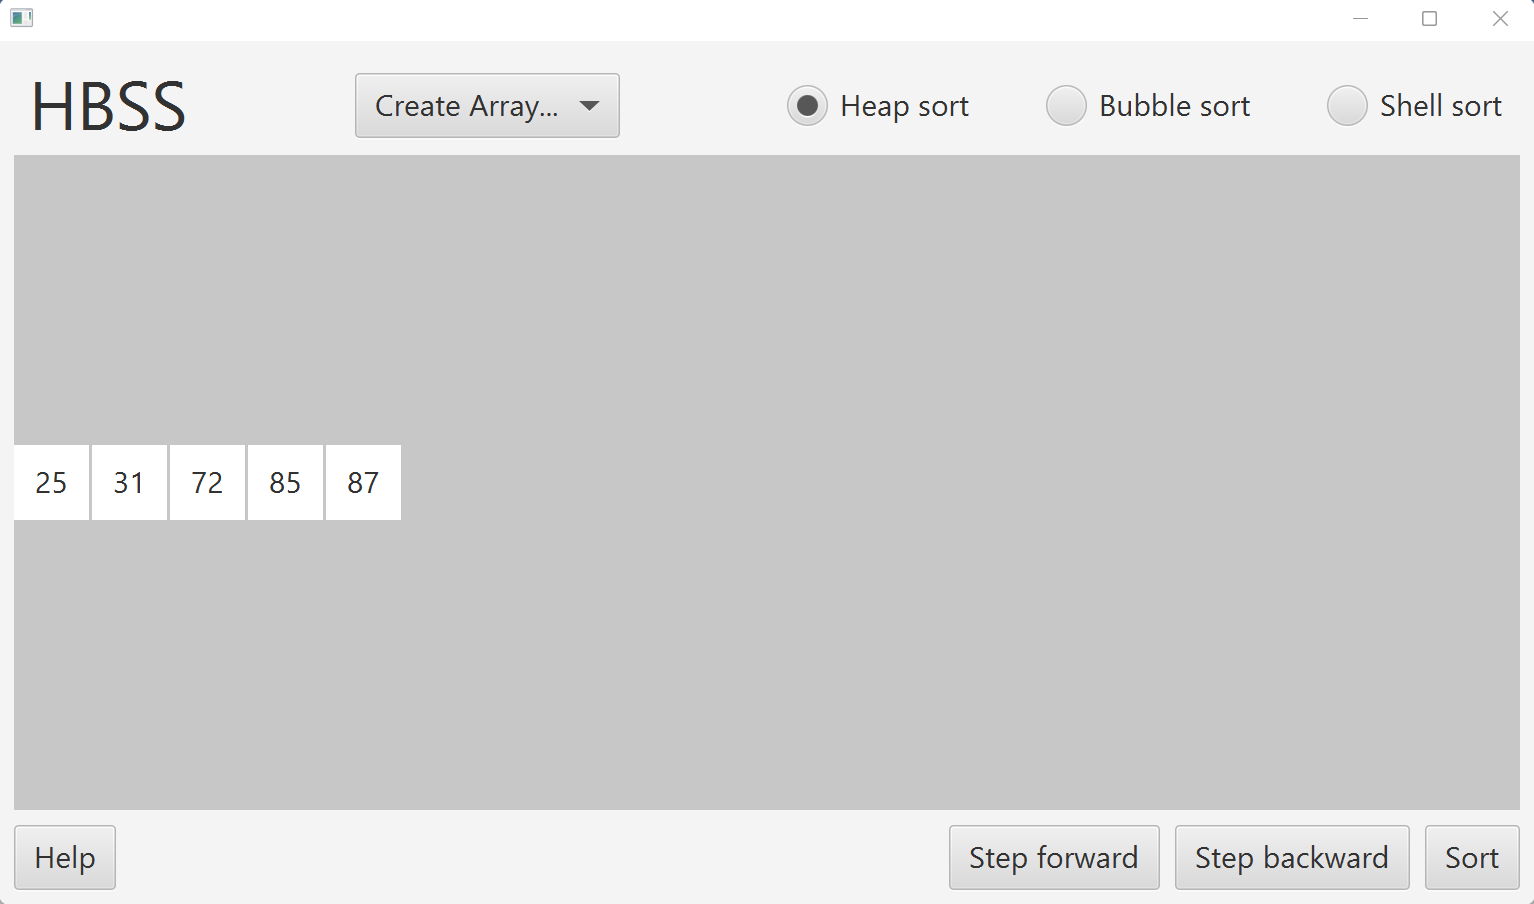 HBSS Create Array... Heap sort Bubble sort Shell sort
25 31 72 85 87
Help Step forward Step backward Sort